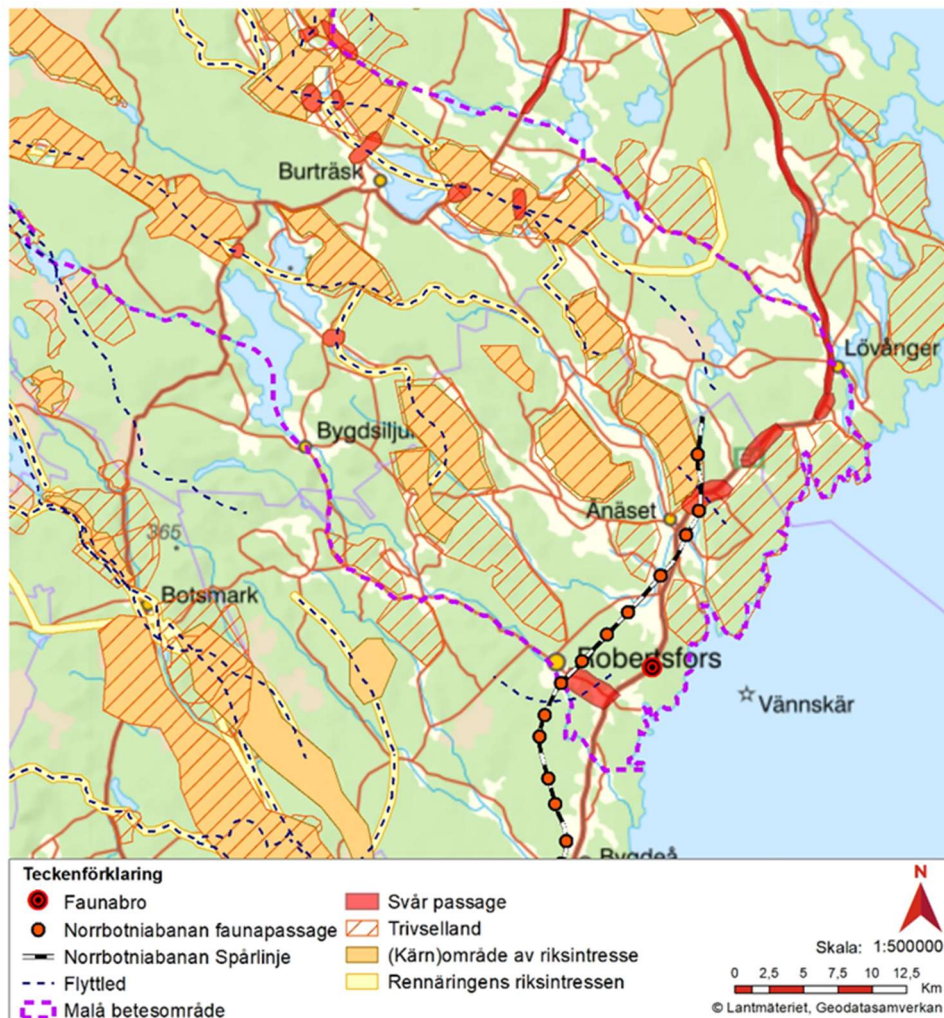 Burträsk
Lövånger
Bygdsiljum
Ånäset
365
Botsmark
Robertsfors
Vännskär
Bygdeå
Teckenförklaring
Faunabro
Norrbotniabanan faunapassage
Norrbotniabanan Spårlinje
Flyttled
Malå betesområde
Svår passage
Trivselland
(Kärn)område av riksintresse
Rennäringens riksintressen
N
Skala: 1:500000
0 2,5 5 7,5 10 12,5
Km
© Lantmäteriet, Geodatasamverkan